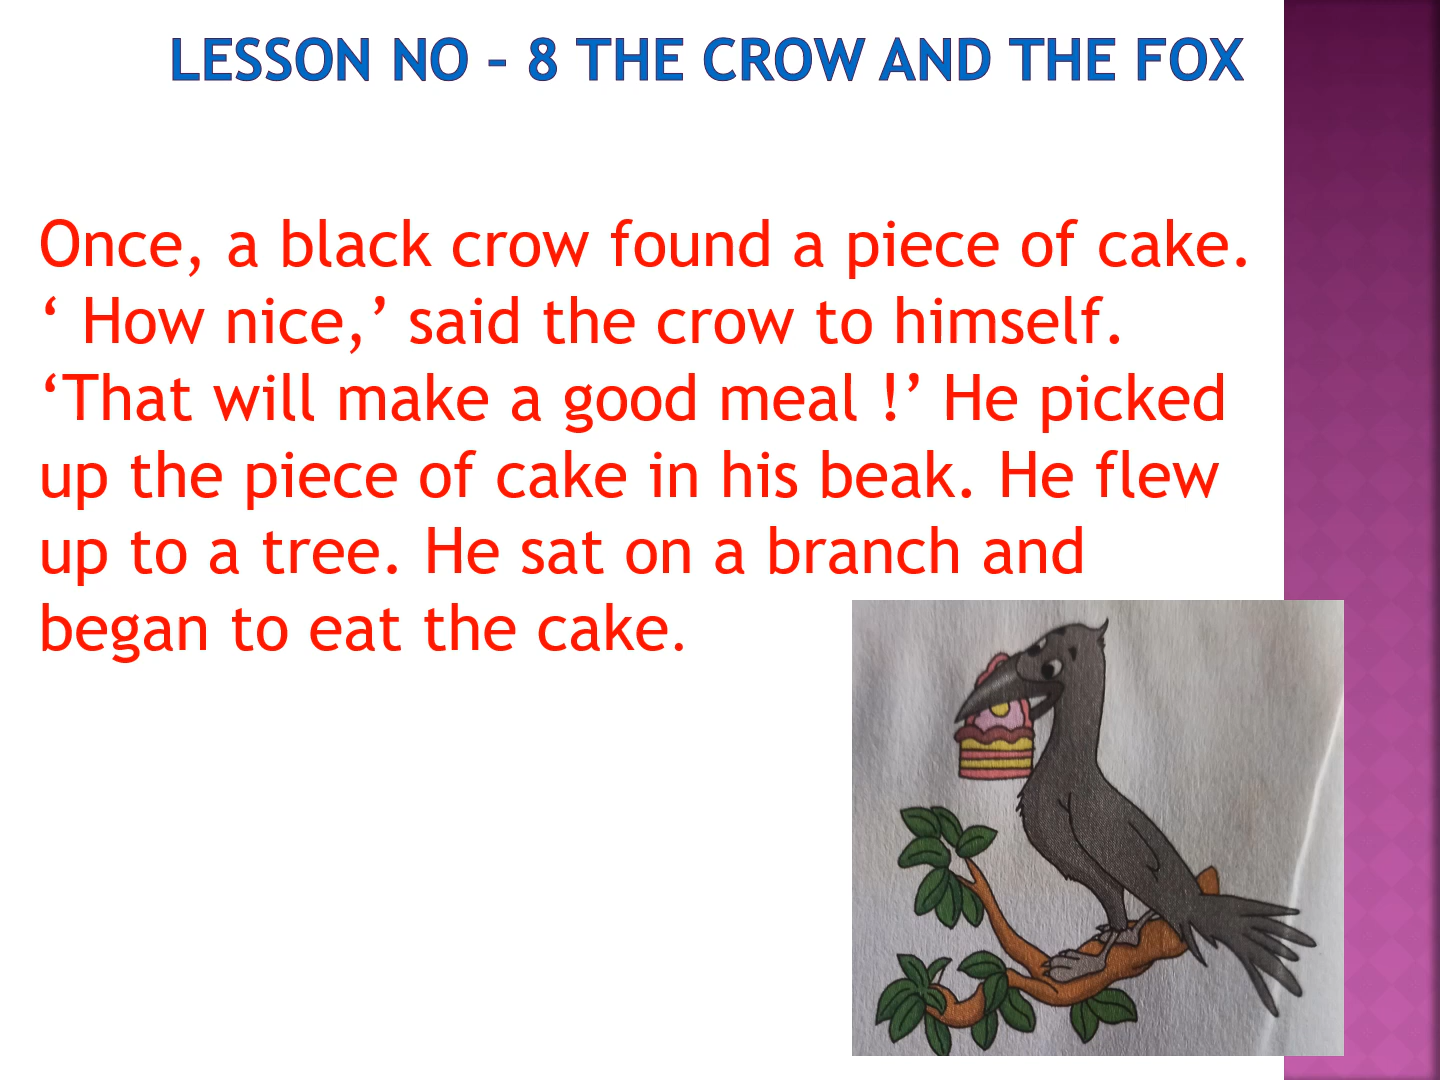 LESSON NO – 8 THE CROW AND THE FOX
Once, a black crow found a piece of cake.
‘ How nice,’ said the crow to himself.
‘That will make a good meal !’ He picked
up the piece of cake in his beak. He flew
up to a tree. He sat on a branch and
began to eat the cake.